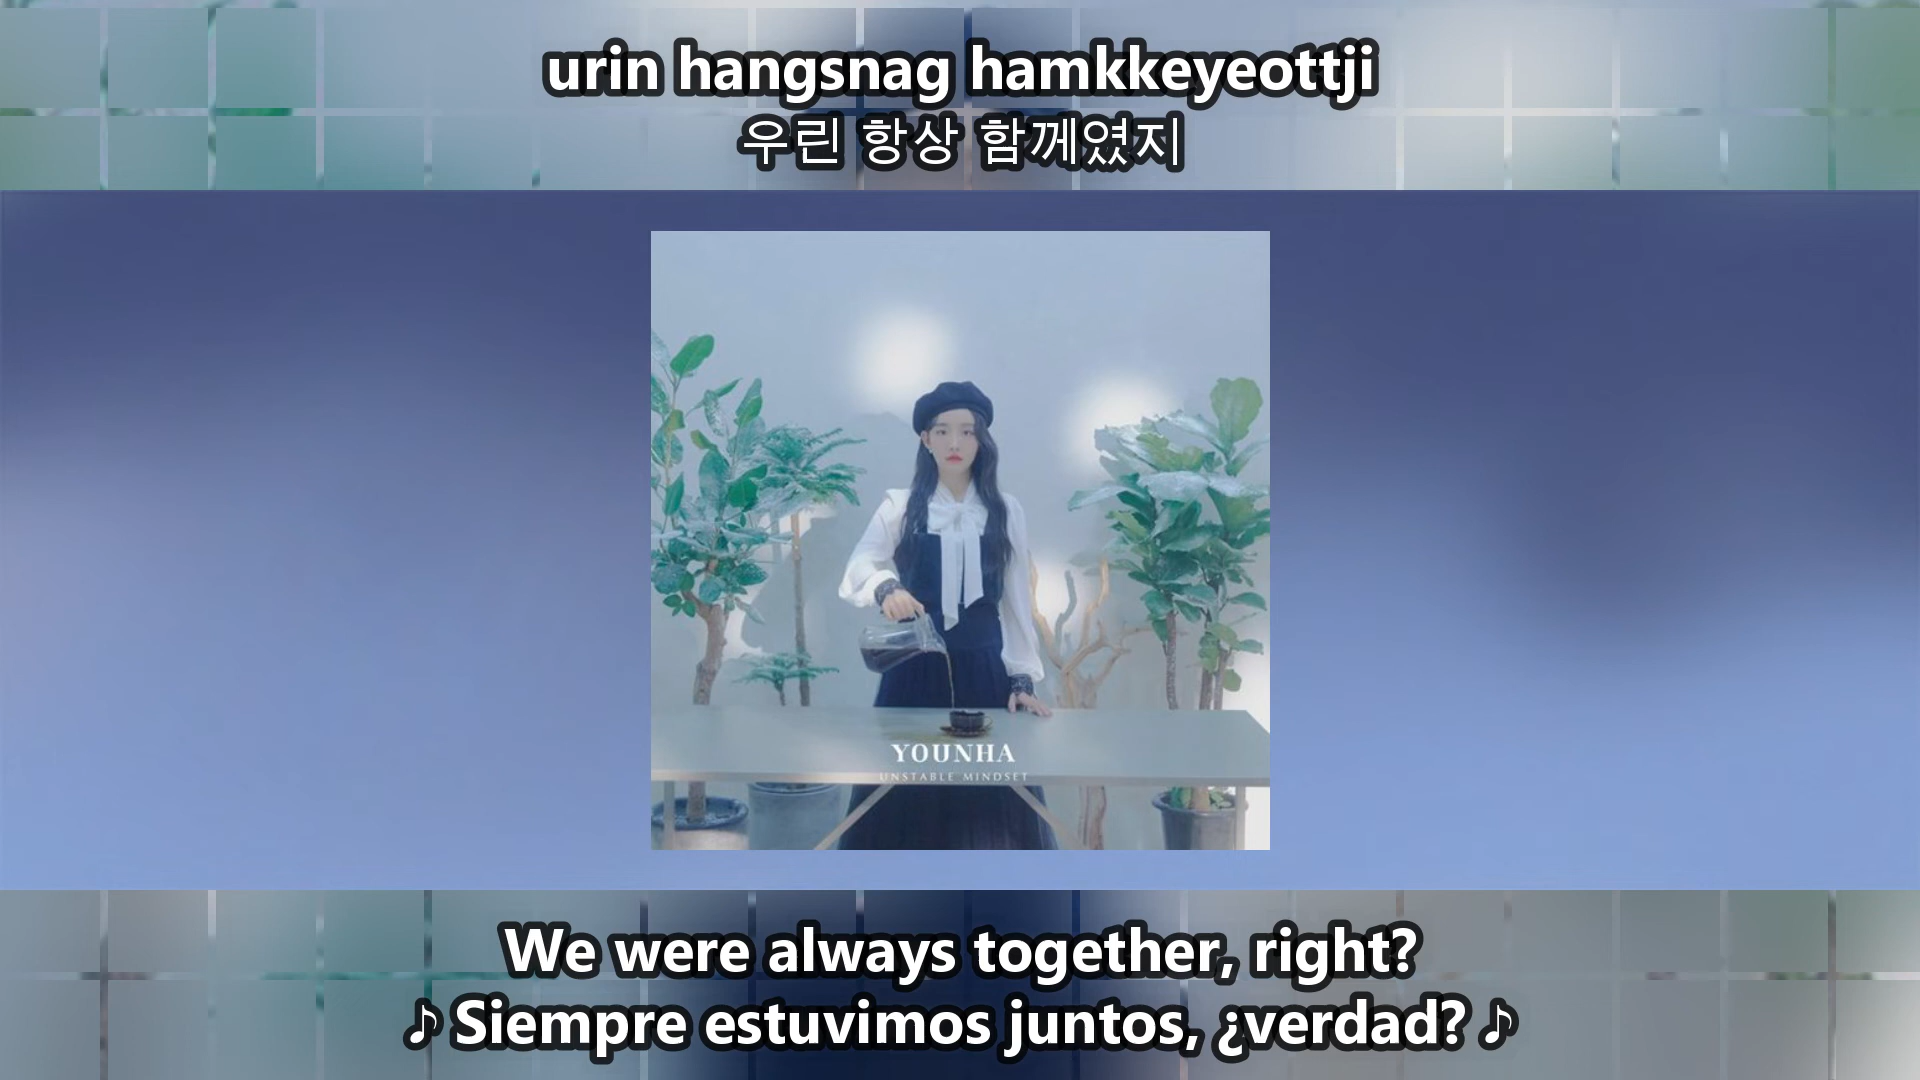 urin hangsnag hamkkeyeottji
우린 항상 함께였지
YOUNHA
UNSTABLE MINDSET
We were always together, right?
♪ Siempre estuvimos juntos, ¿verdad? ♪